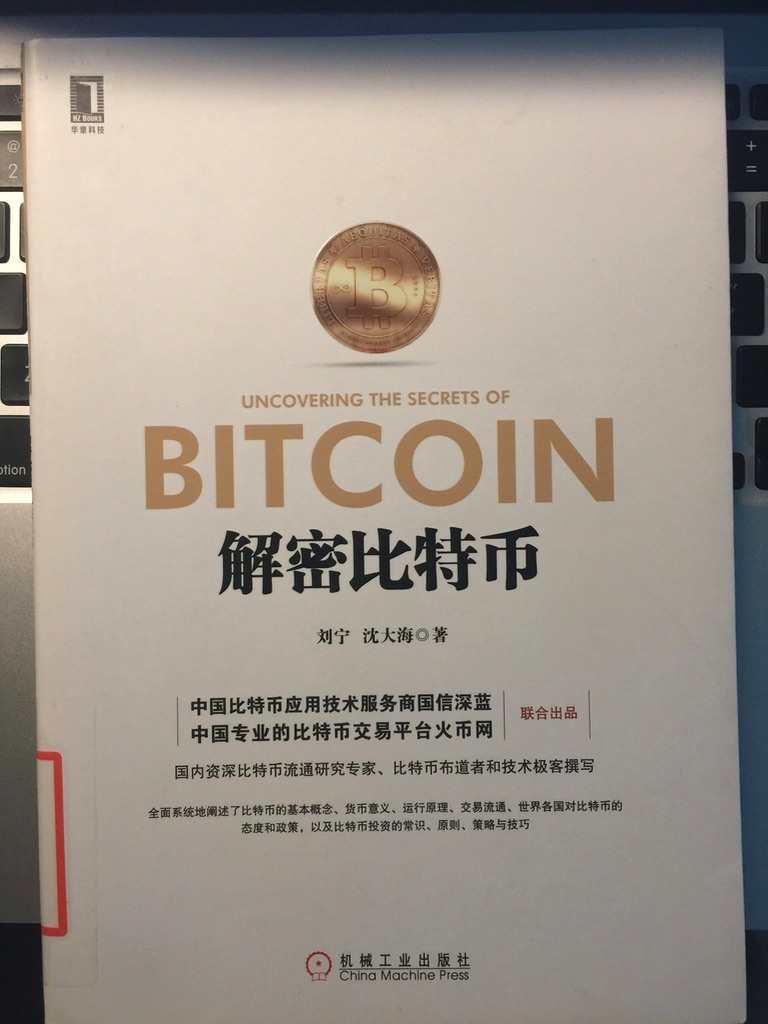 HZ BOOKS
华章科技
@
2
+
=
Z
ption
AEQUITAS
B
UNCOVERING THE SECRETS OF
BITCOIN
解密比特币
刘宁 沈大海◎著
中国比特币应用技术服务商国信深蓝
中国专业的比特币交易平台火币网
联合出品
国内资深比特币流通研究专家、比特币布道者和技术极客撰写
全面系统地阐述了比特币的基本概念、货币意义、运行原理、交易流通、世界各国对比特币的
态度和政策，以及比特币投资的常识、原则、策略与技巧
机械工业出版社
China Machine Press